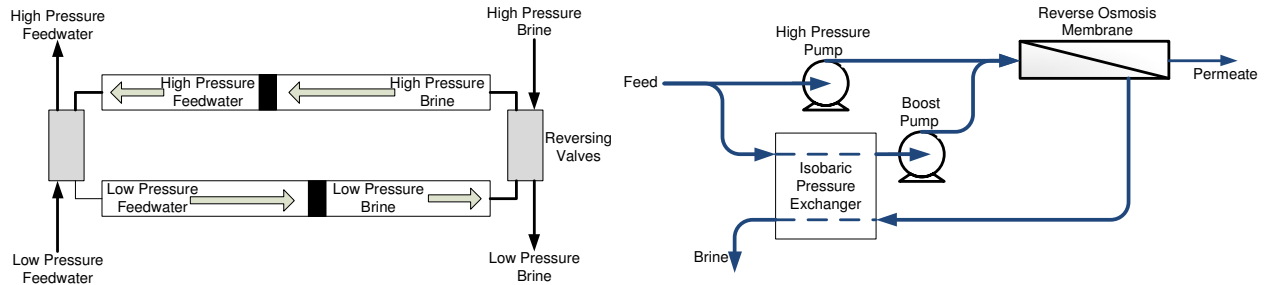 High Pressure
Feedwater
High Pressure
Brine
High Pressure
Feedwater
High Pressure
Brine
Reversing
Valves
Low Pressure
Feedwater
Low Pressure
Brine
Low Pressure
Feedwater
Low Pressure
Brine
Reverse Osmosis
Membrane
High Pressure
Pump
Feed
Permeate
Boost
Pump
Isobaric
Pressure
Exchanger
Brine